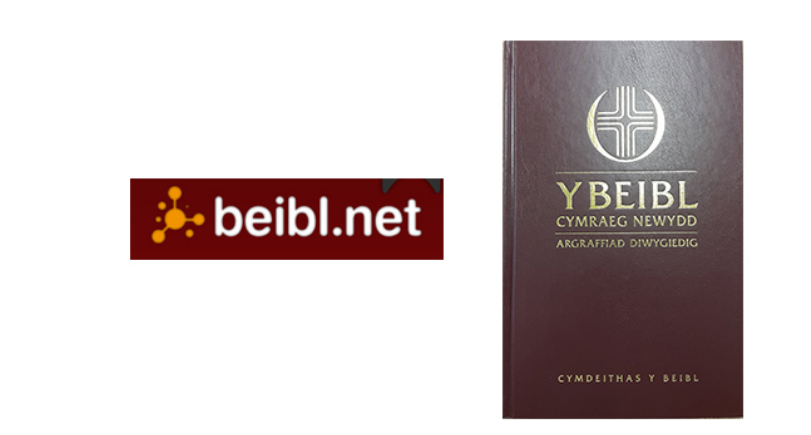 beibl.net
Y BEIBL
CYMRAEG NEWYDD
ARGRAFFIAD DIWYGIEDIG
CYMDEITHAS Y BEIBL